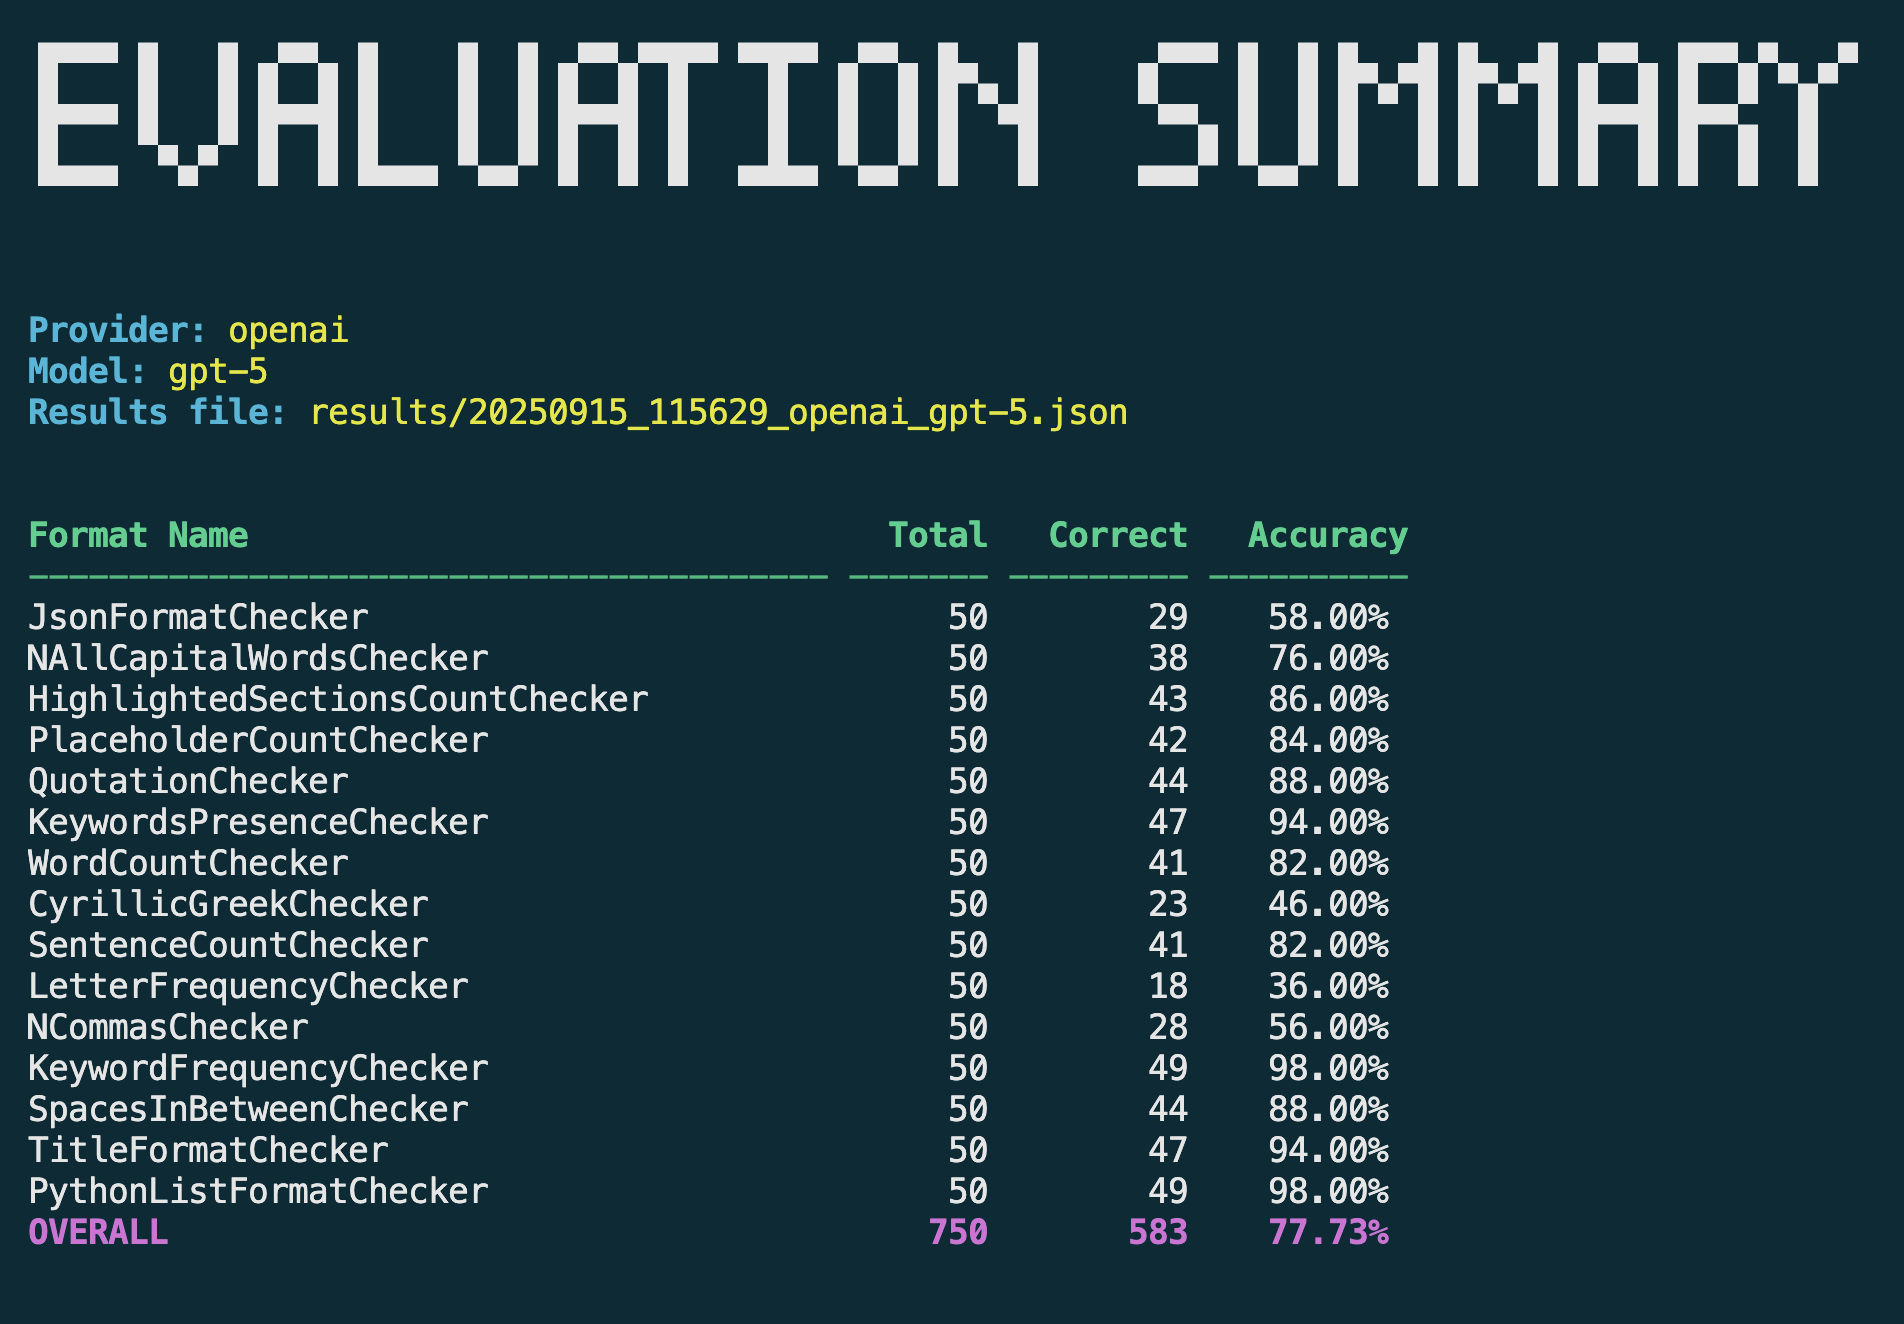 EVALUATION SUMMARY
Provider: openai
Model: gpt-5
Results file: results/20250915_115629_openai_gpt-5.json
Format Name Total Correct Accuracy
---------------------------------------- ------- --------- ----------
JsonFormatChecker 50 29 58.00%
NAllCapitalWordsChecker 50 38 76.00%
HighlightedSectionsCountChecker 50 43 86.00%
PlaceholderCountChecker 50 42 84.00%
QuotationChecker 50 44 88.00%
KeywordsPresenceChecker 50 47 94.00%
WordCountChecker 50 41 82.00%
CyrillicGreekChecker 50 23 46.00%
SentenceCountChecker 50 41 82.00%
LetterFrequencyChecker 50 18 36.00%
NCommasChecker 50 28 56.00%
KeywordFrequencyChecker 50 49 98.00%
SpacesInBetweenChecker 50 44 88.00%
TitleFormatChecker 50 47 94.00%
PythonListFormatChecker 50 49 98.00%
OVERALL 750 583 77.73%